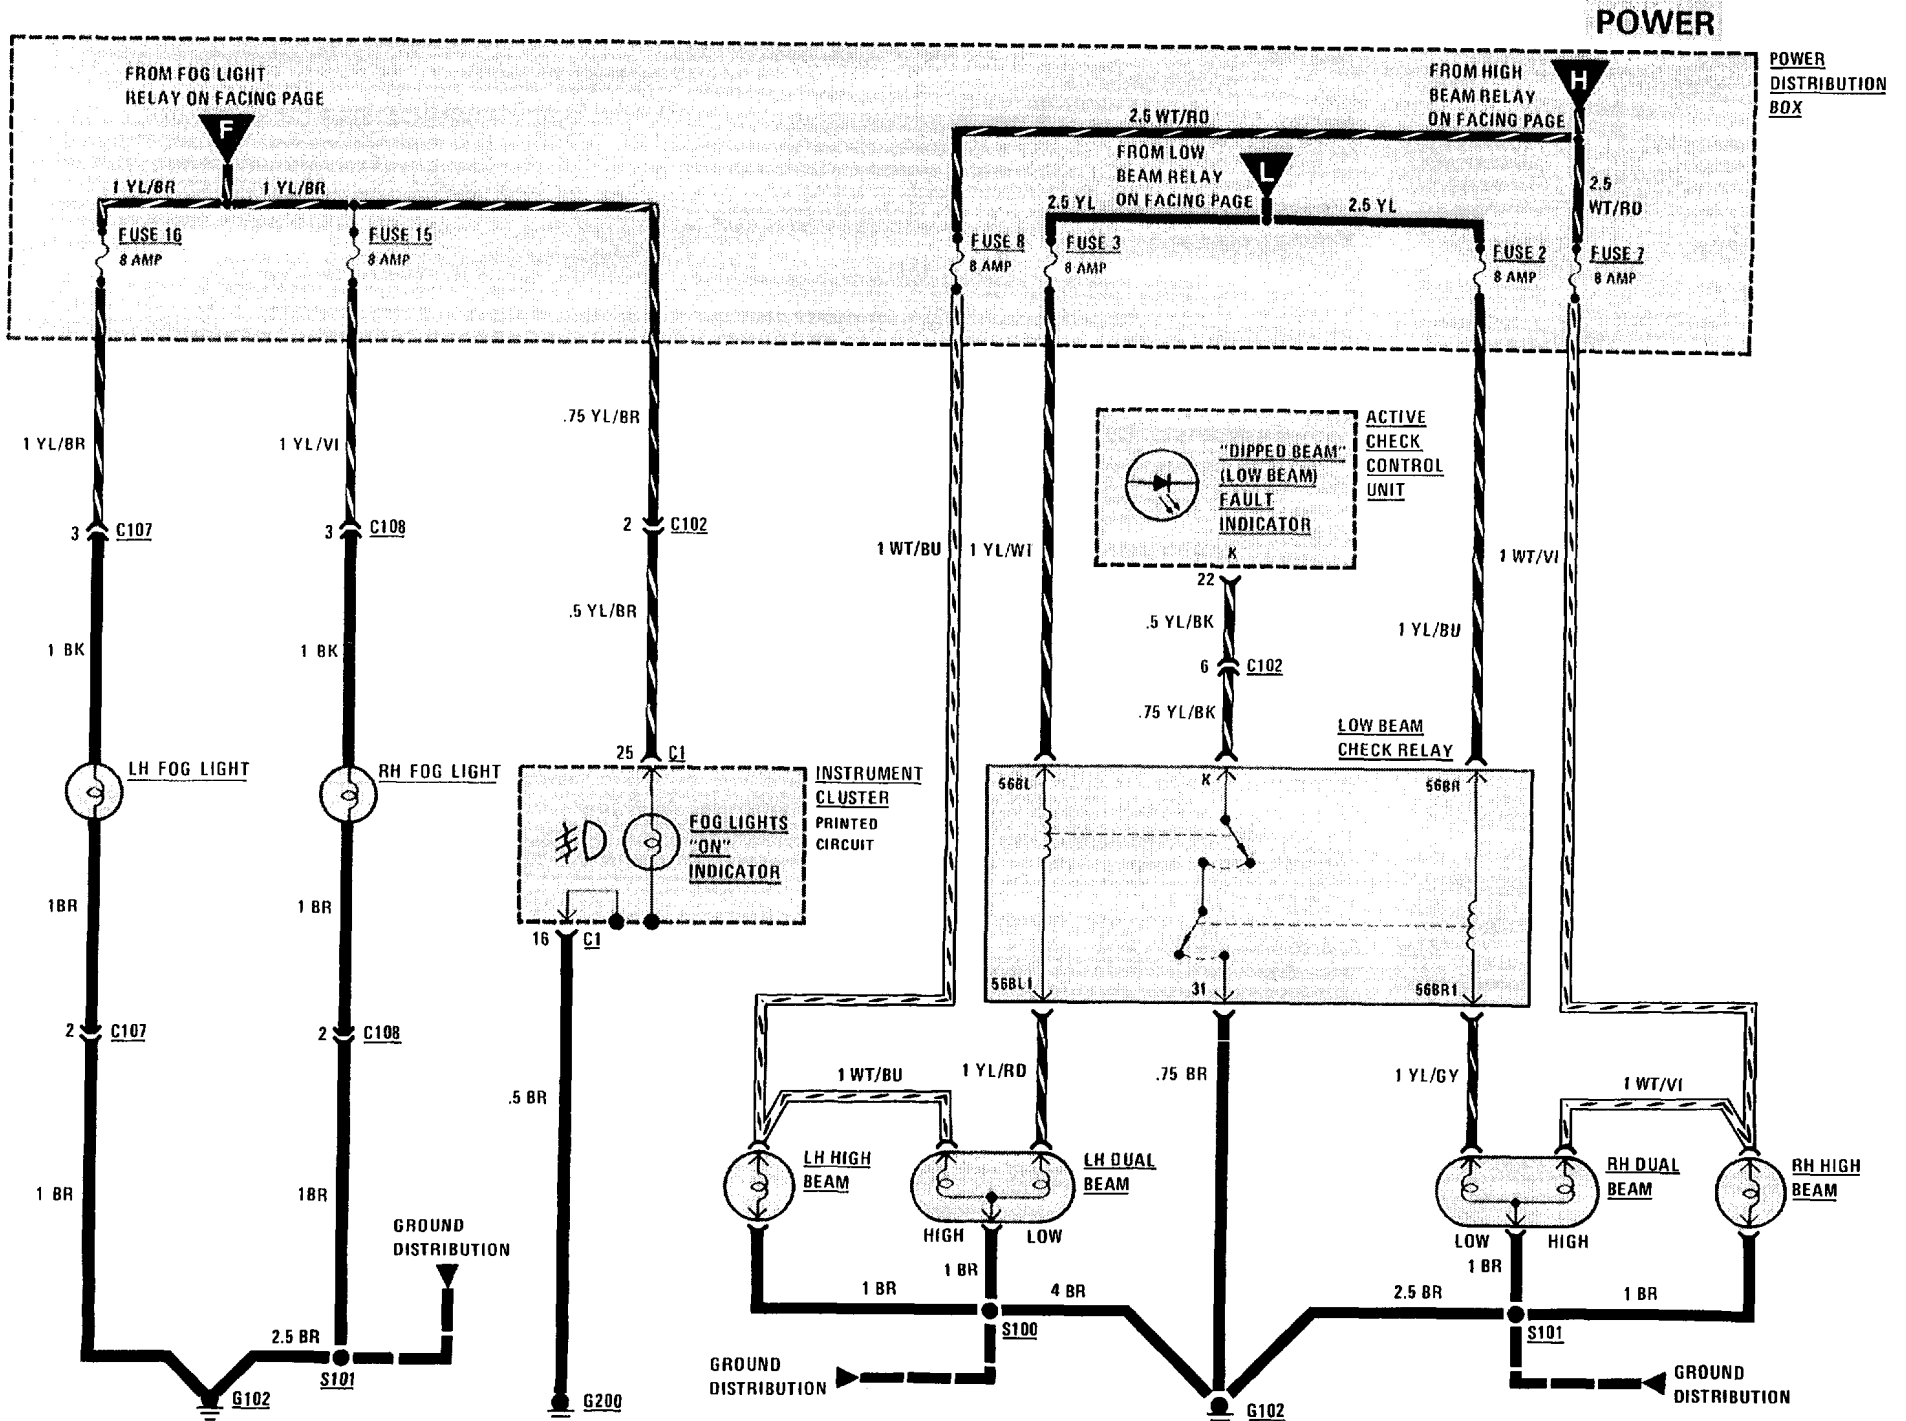 POWER
POWER
DISTRIBUTION
BOX
FROM FOG LIGHT
RELAY ON FACING PAGE
F
1 YL/BR
1 YL/BR
FUSE 16
8 AMP
FUSE 15
8 AMP
FROM HIGH
BEAM RELAY
ON FACING PAGE
H
2.5 WT/RD
FROM LOW
BEAM RELAY
ON FACING PAGE
L
2.5 YL
2.5 YL
2.5
WT/RD
FUSE 8
8 AMP
FUSE 3
8 AMP
FUSE 2
8 AMP
FUSE 7
8 AMP
1 YL/BR
1 YL/VI
.75 YL/BR
3
C107
3
C108
2
C102
ACTIVE
CHECK
CONTROL
UNIT
"DIPPED BEAM"
(LOW BEAM)
FAULT
INDICATOR
K
1 WT/BU
1 YL/WT
1 WT/VI
22
.5 YL/BR
.5 YL/BK
1 YL/BU
1 BK
1 BK
6
C102
.75 YL/BK
LOW BEAM
CHECK RELAY
25
C1
LH FOG LIGHT
RH FOG LIGHT
INSTRUMENT
CLUSTER
PRINTED
CIRCUIT
FOG LIGHTS
"ON"
INDICATOR
56BL
K
56BR
1BR
1 BR
16
C1
56BL1
31
56BR1
2
C107
2
C108
.5 BR
1 WT/BU
1 YL/RD
.75 BR
1 YL/GY
1 WT/VI
LH HIGH
BEAM
LH DUAL
BEAM
RH DUAL
BEAM
RH HIGH
BEAM
1 BR
1BR
GROUND
DISTRIBUTION
HIGH
LOW
LOW
HIGH
1 BR
1 BR
1 BR
4 BR
2.5 BR
1 BR
S100
S101
2.5 BR
S101
G102
G200
GROUND
DISTRIBUTION
G102
GROUND
DISTRIBUTION